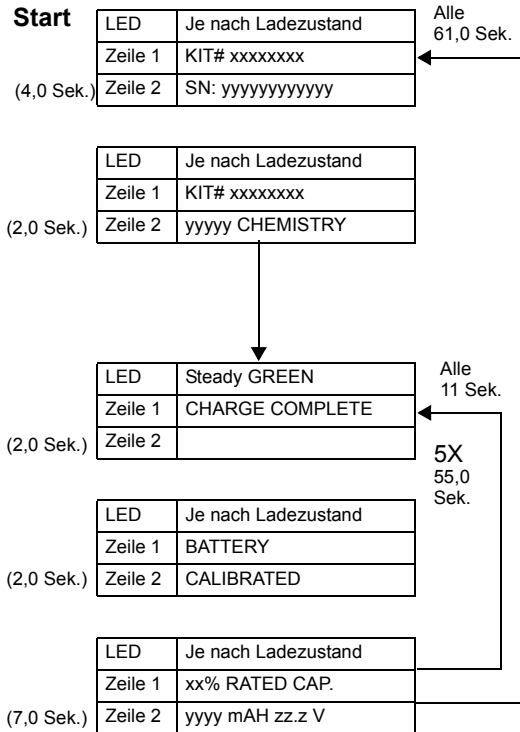 Start
Alle
61,0 Sek.
LED Je nach Ladezustand
Zeile 1 KIT# xxxxxxxx
(4,0 Sek.) Zeile 2 SN: yyyyyyyyyyyy
LED Je nach Ladezustand
Zeile 1 KIT# xxxxxxxx
(2,0 Sek.) Zeile 2 yyyyy CHEMISTRY
Alle
11 Sek.
LED Steady GREEN
Zeile 1 CHARGE COMPLETE
(2,0 Sek.) Zeile 2
5X
55,0
Sek.
LED Je nach Ladezustand
Zeile 1 BATTERY
(2,0 Sek.) Zeile 2 CALIBRATED
LED Je nach Ladezustand
Zeile 1 xx% RATED CAP.
(7,0 Sek.) Zeile 2 yyyy mAH zz.z V